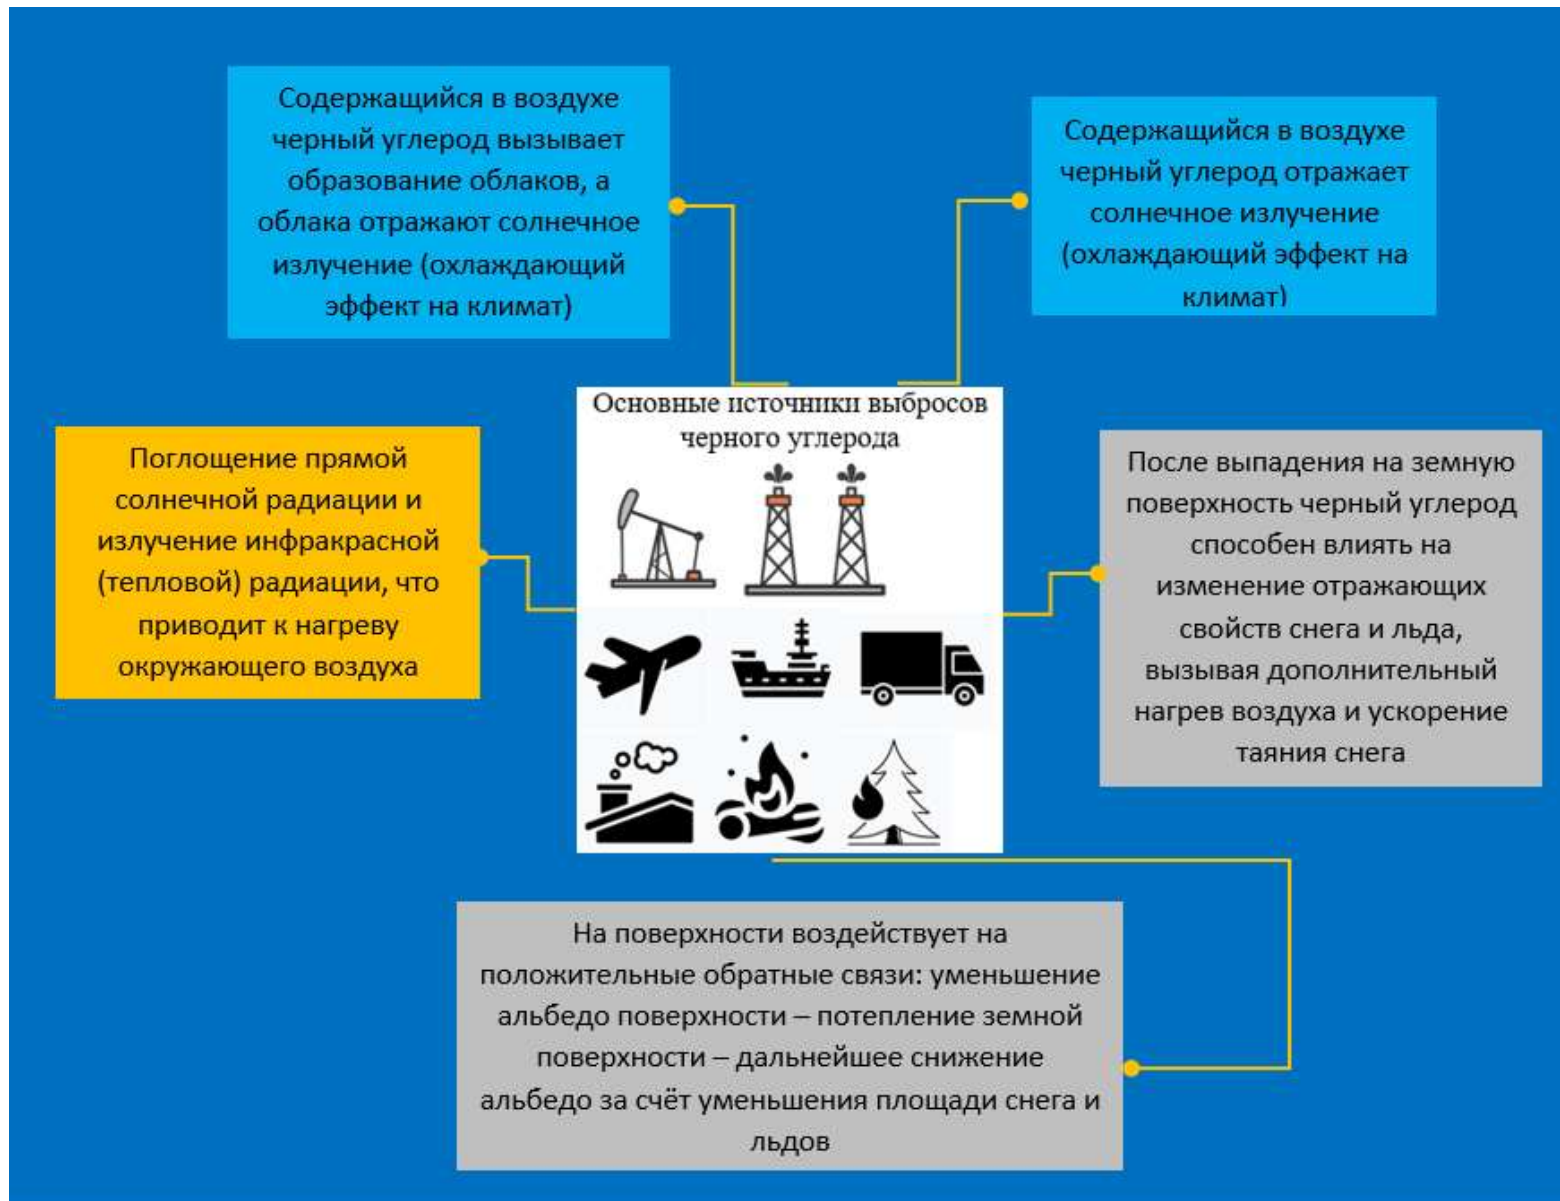 Содержащийся в воздухе
черный углерод вызывает
образование облаков, а
облака отражают солнечное
излучение (охлаждающий
эффект на климат)
Содержащийся в воздухе
черный углерод отражает
солнечное излучение
(охлаждающий эффект на
климат)
Основные источники выбросов
черного углерода
Поглощение прямой
солнечной радиации и
излучение инфракрасной
(тепловой) радиации, что
приводит к нагреву
окружающего воздуха
После выпадения на земную
поверхность черный углерод
способен влиять на
изменение отражающих
свойств снега и льда,
вызывая дополнительный
нагрев воздуха и ускорение
таяния снега
На поверхности воздействует на
положительные обратные связи: уменьшение
альбедо поверхности – потепление земной
поверхности – дальнейшее снижение
альбедо за счёт уменьшения площади снега и
льдов